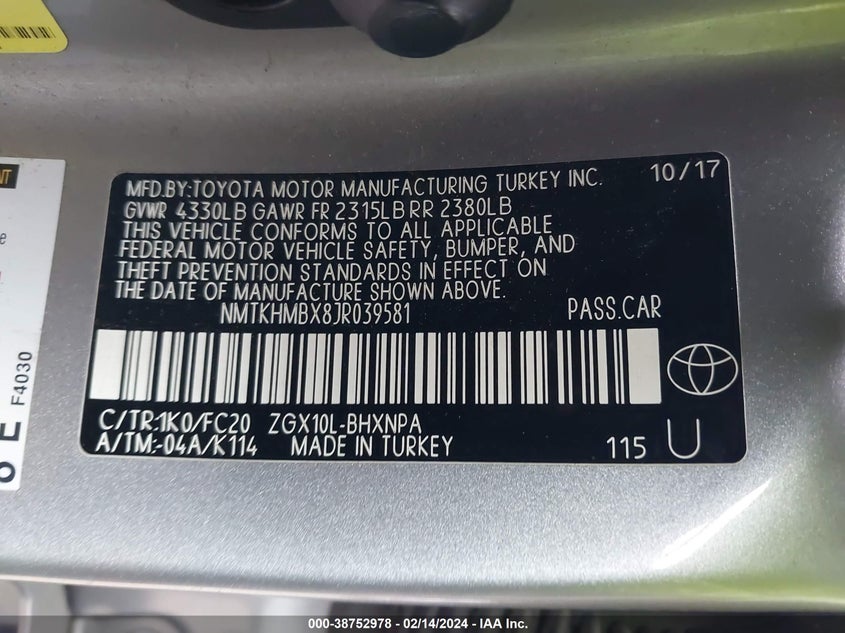 MFD.BY:TOYOTA MOTOR MANUFACTURING TURKEY INC. 10/17
GVWR 4330LB GAWR FR 2315LB RR 2380LB
THIS VEHICLE CONFORMS TO ALL APPLICABLE
FEDERAL MOTOR VEHICLE SAFETY, BUMPER, AND
THEFT PREVENTION STANDARDS IN EFFECT ON
THE DATE OF MANUFACTURE SHOWN ABOVE.
NMTKHMBX8JR039581 PASS.CAR
C/TR:1K0/FC20 ZGX10L-BHXNPA
A/TM:-04A/K114 MADE IN TURKEY 115 U
F4030
000-38752978 - 02/14/2024 - IAA Inc.